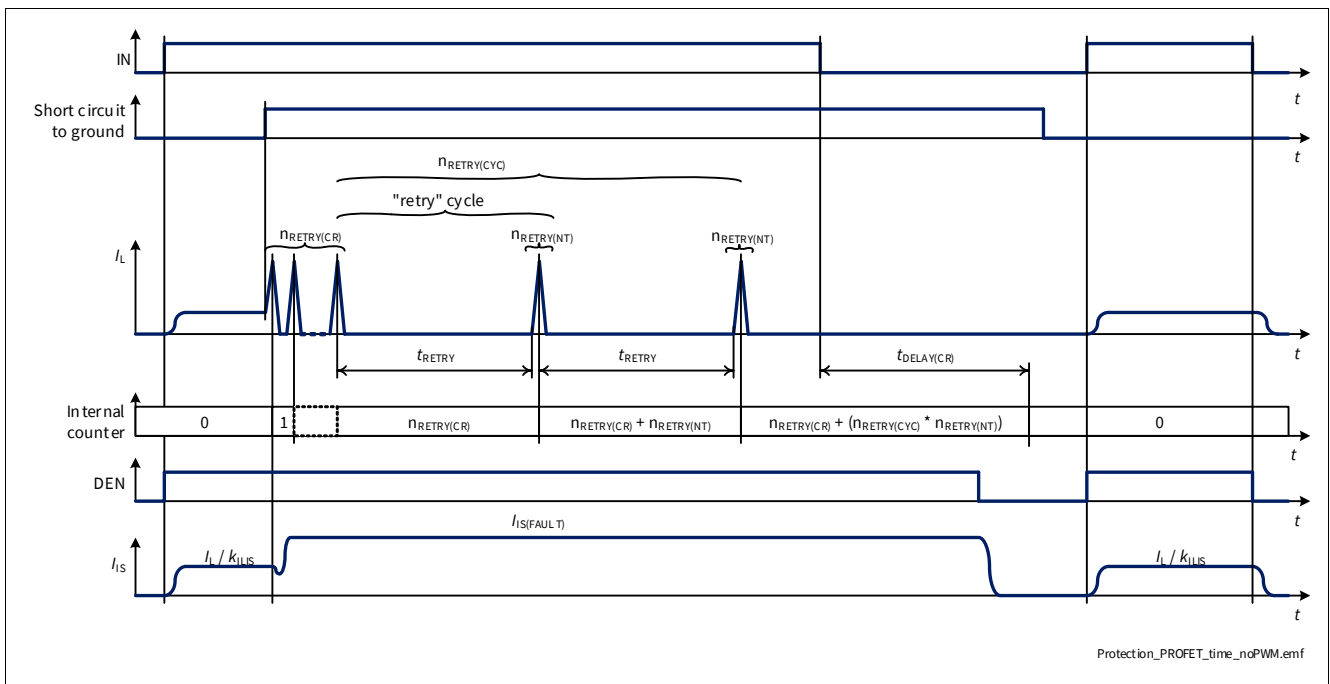 IN
t
Short circuit
to ground
t
nRETRY(CYC)
"retry" cycle
nRETRY(CR)
nRETRY(NT)
nRETRY(NT)
IL
t
tRETRY
tRETRY
tDELAY(CR)
Internal
counter
0
1
nRETRY(CR)
nRETRY(CR) + nRETRY(NT)
nRETRY(CR) + (nRETRY(CYC) * nRETRY(NT))
0
t
DEN
t
IIS(FAULT)
IIS
IL / kILIS
IL / kILIS
t
Protection_PROFET_time_noPWM.emf